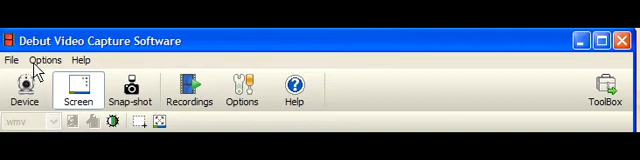 Debut Video Capture Software
File Options Help
Device Screen Snap-shot Recordings Options Help ToolBox
wmv